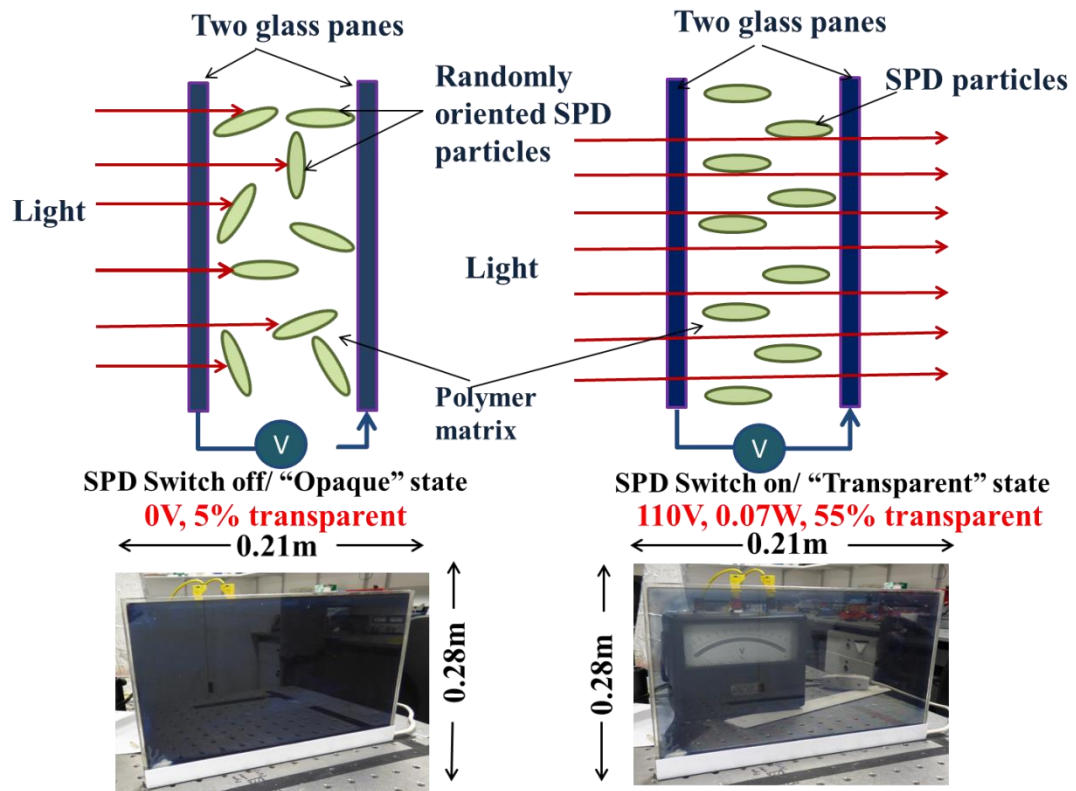 Two glass panes
Randomly
oriented SPD
particles
Light
Polymer
matrix
V
SPD Switch off/ “Opaque” state
0V, 5% transparent
0.21m
0.28m
Two glass panes
SPD particles
Light
V
SPD Switch on/ “Transparent” state
110V, 0.07W, 55% transparent
0.21m
0.28m
V